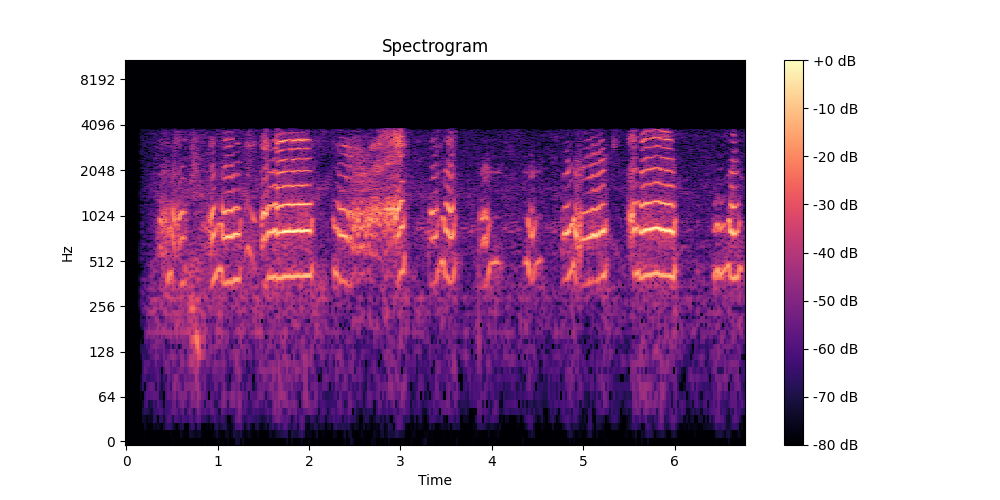 Spectrogram
8192
4096
2048
1024
512
256
128
64
0
Hz
0 1 2 3 4 5 6
Time
+0 dB
-10 dB
-20 dB
-30 dB
-40 dB
-50 dB
-60 dB
-70 dB
-80 dB